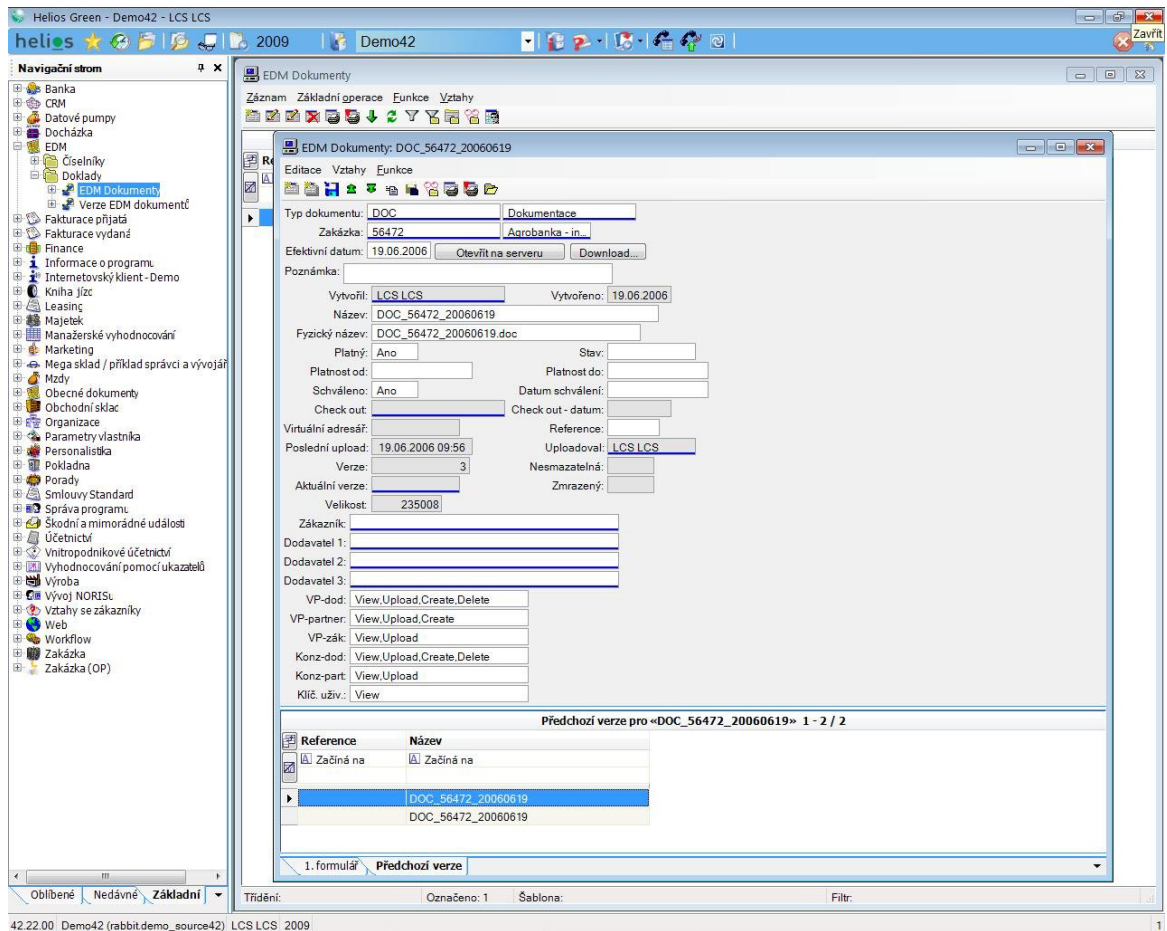 Helios Green - Demo42 - LCS LCS
helios 2009 Demo42
Zavřít
Navigační strom
Banka
CRM
Datové pumpy
Docházka
EDM
Číselníky
Doklady
EDM Dokumenty
Verze EDM dokumentů
Fakturace přijatá
Fakturace vydaná
Finance
Informace o programu
Internetovský klient - Demo
Kniha jízd
Leasing
Majetek
Manažerské vyhodnocování
Marketing
Mega sklad / příklad správci a vývojář
Mzdy
Obecné dokumenty
Obchodní sklad
Organizace
Parametry vlastníka
Personalistika
Pokladna
Porady
Smlouvy Standard
Správa programu
Škodní a mimorádné události
Účetnictví
Vnitropodnikové účetnictví
Vyhodnocování pomocí ukazatelů
Výroba
Vývoj NORISu
Vztahy se zákazníky
Web
Workflow
Zakázka
Zakázka (OP)
Oblíbené Nedávné Základní
EDM Dokumenty
Záznam Základní operace Funkce Vztahy
Re
EDM Dokumenty: DOC_56472_20060619
Editace Vztahy Funkce
Typ dokumentu: DOC Dokumentace
Zakázka: 56472 Agrobanka - in...
Efektivní datum: 19.06.2006 Otevřít na serveru Download...
Poznámka:
Vytvořil: LCS LCS Vytvořeno: 19.06.2006
Název: DOC_56472_20060619
Fyzický název: DOC_56472_20060619.doc
Platný: Ano Stav:
Platnost od: Platnost do:
Schváleno: Ano Datum schválení:
Check out: Check out - datum:
Virtuální adresář: Reference:
Poslední upload: 19.06.2006 09:56 Uploadoval: LCS LCS
Verze: 3 Nesmazatelná:
Aktuální verze: Zmrazený:
Velikost: 235008
Zákazník:
Dodavatel 1:
Dodavatel 2:
Dodavatel 3:
VP-dod: View,Upload,Create,Delete
VP-partner: View,Upload,Create
VP-zák: View,Upload
Konz-dod: View,Upload,Create,Delete
Konz-part: View,Upload
Klíč. uživ.: View
Předchozí verze pro «DOC_56472_20060619» 1 - 2 / 2
Reference Název
Začíná na Začíná na
DOC_56472_20060619
DOC_56472_20060619
1. formulář Předchozí verze
Třídění: Označeno: 1 Šablona: Filtr:
42.22.00 Demo42 (rabbit.demo_source42) LCS LCS 2009 1